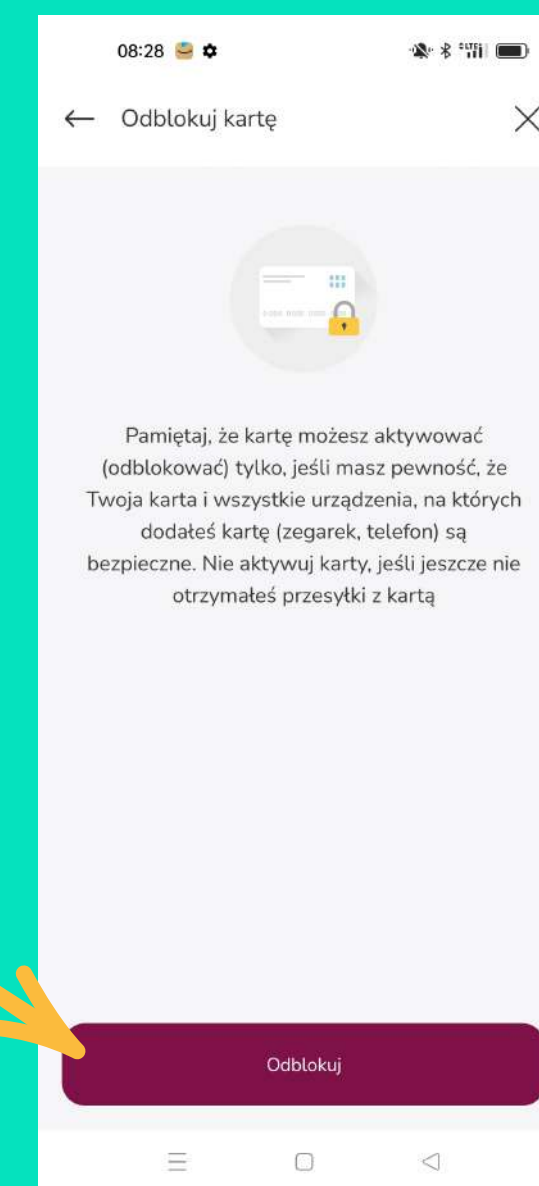 08:28
Odblokuj kartę
Pamiętaj, że kartę możesz aktywować
(odblokować) tylko, jeśli masz pewność, że
Twoja karta i wszystkie urządzenia, na których
dodałeś kartę (zegarek, telefon) są
bezpieczne. Nie aktywuj karty, jeśli jeszcze nie
otrzymałeś przesyłki z kartą
Odblokuj